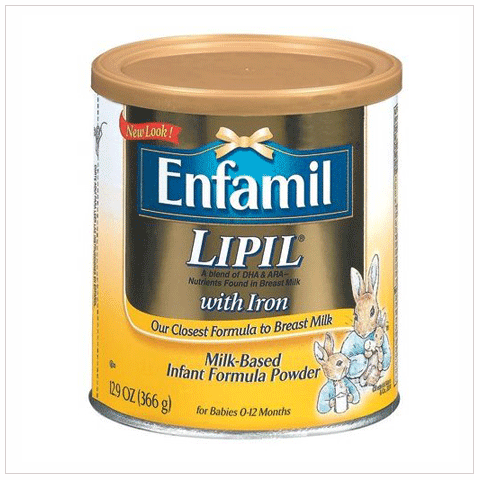 New Look!
Enfamil
LIPIL®
A blend of DHA & ARA–
Nutrients Found in Breast Milk
with Iron
Our Closest Formula to Breast Milk
Milk-Based
Infant Formula Powder
12.9 OZ (366 g)
for Babies 0-12 Months